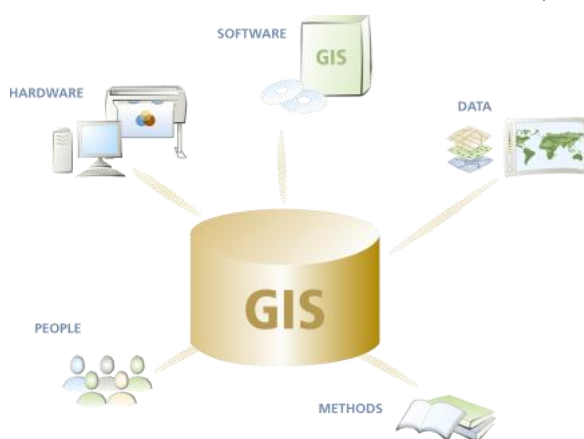 SOFTWARE
GIS
HARDWARE
DATA
GIS
PEOPLE
METHODS